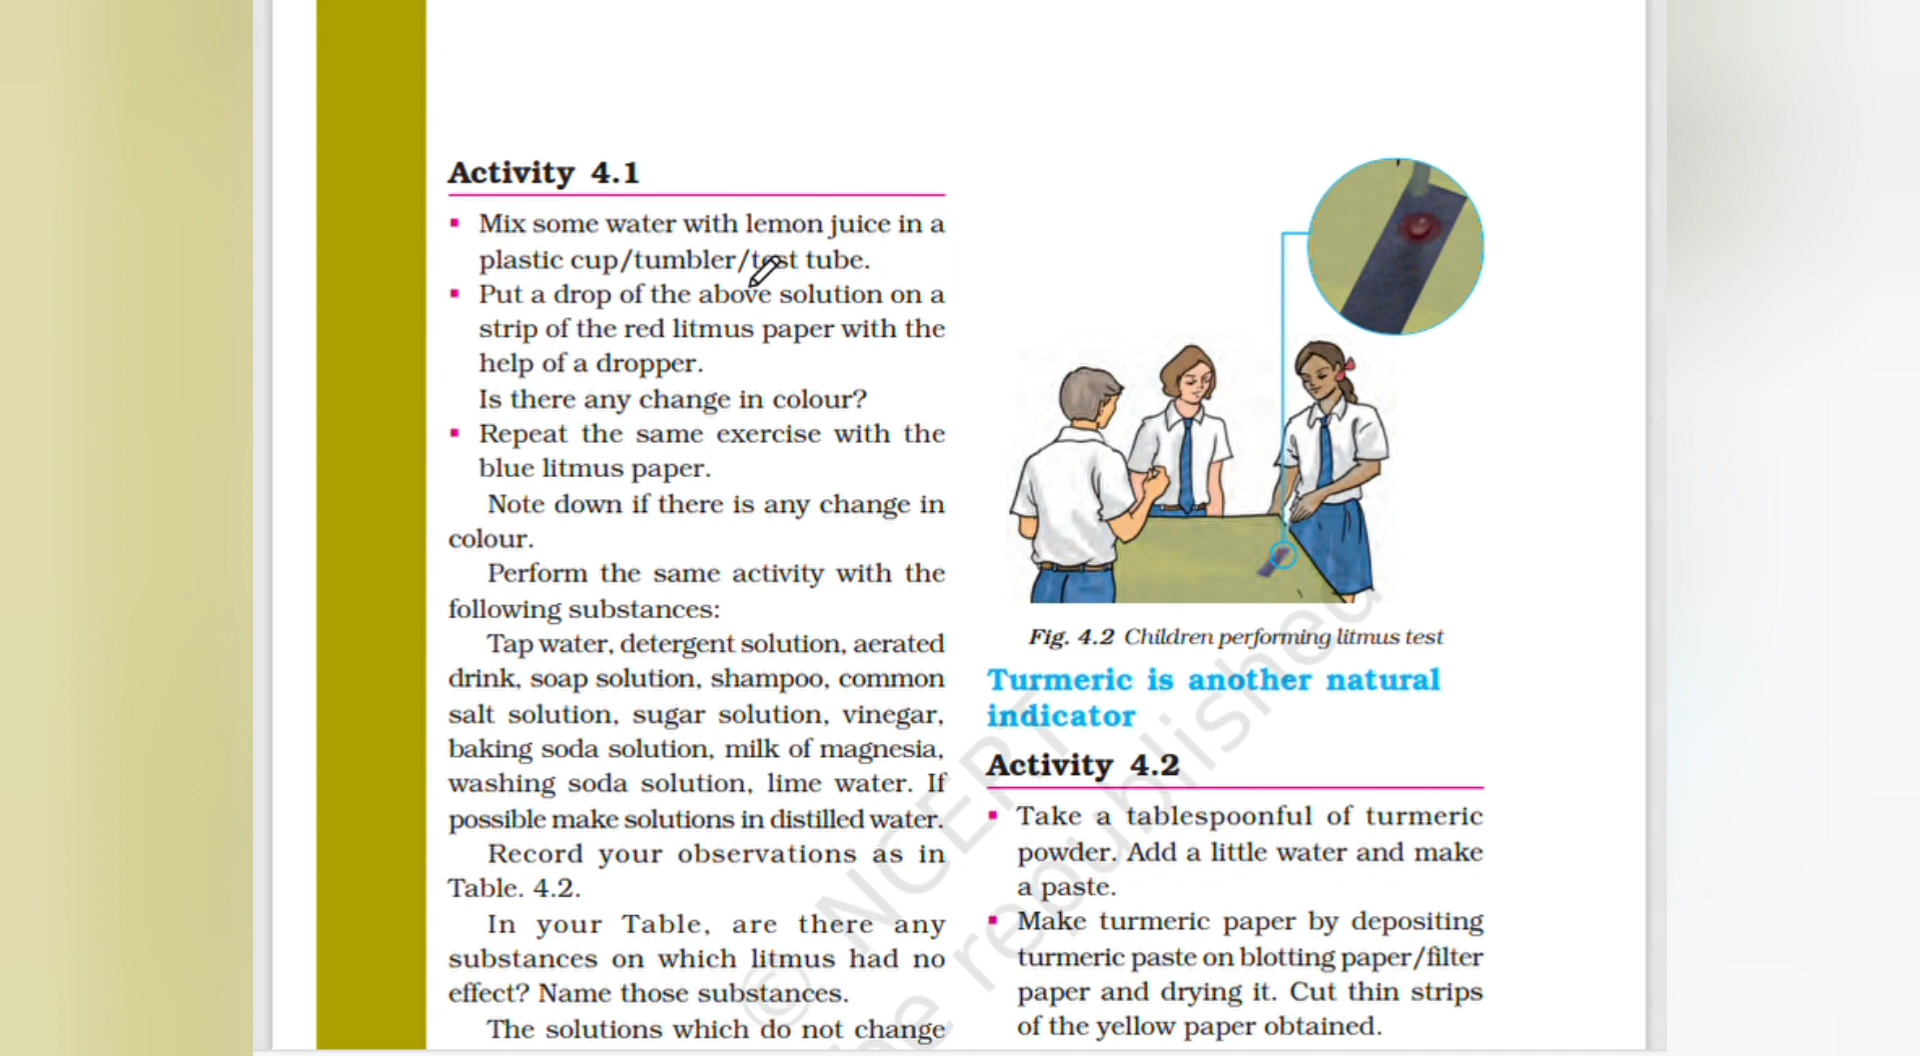 Activity 4.1
▪ Mix some water with lemon juice in a
plastic cup/tumbler/test tube.
▪ Put a drop of the above solution on a
strip of the red litmus paper with the
help of a dropper.
Is there any change in colour?
▪ Repeat the same exercise with the
blue litmus paper.
Note down if there is any change in
colour.
Perform the same activity with the
following substances:
Tap water, detergent solution, aerated
drink, soap solution, shampoo, common
salt solution, sugar solution, vinegar,
baking soda solution, milk of magnesia,
washing soda solution, lime water. If
possible make solutions in distilled water.
Record your observations as in
Table. 4.2.
In your Table, are there any
substances on which litmus had no
effect? Name those substances.
The solutions which do not change
Fig. 4.2 Children performing litmus test
Turmeric is another natural
indicator
Activity 4.2
▪ Take a tablespoonful of turmeric
powder. Add a little water and make
a paste.
▪ Make turmeric paper by depositing
turmeric paste on blotting paper/filter
paper and drying it. Cut thin strips
of the yellow paper obtained.
© NCERT
be republished